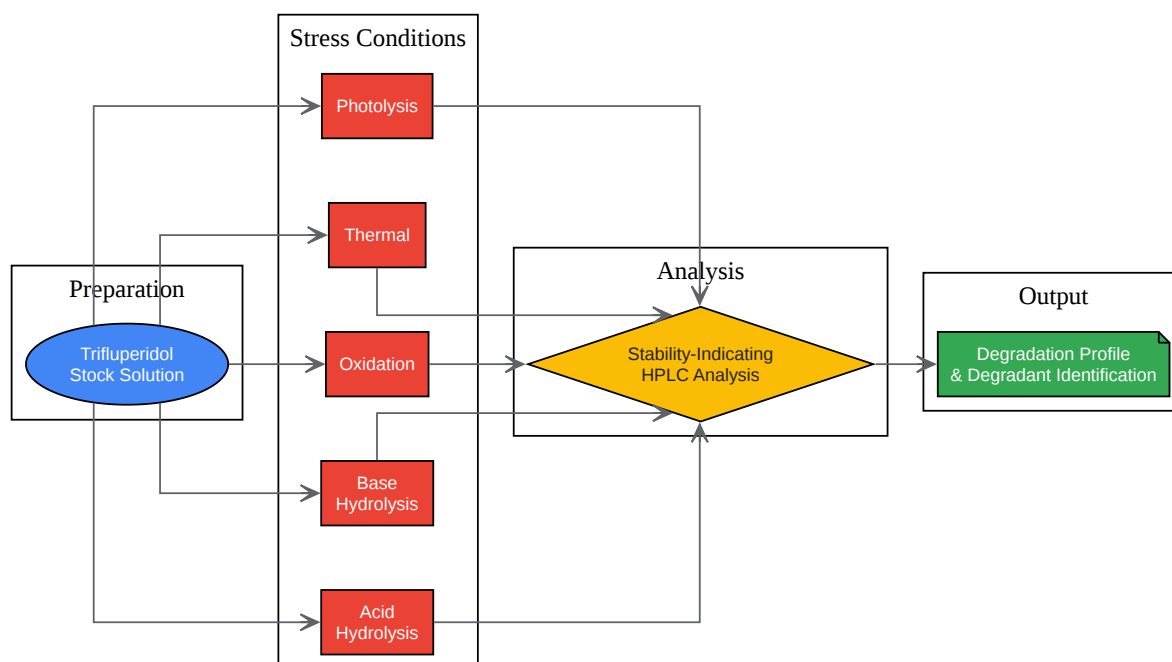 Stress Conditions
Photolysis
Thermal
Preparation
Trifluperidol
Stock Solution
Oxidation
Base
Hydrolysis
Acid
Hydrolysis
Analysis
Stability-Indicating
HPLC Analysis
Output
Degradation Profile
& Degradant Identification